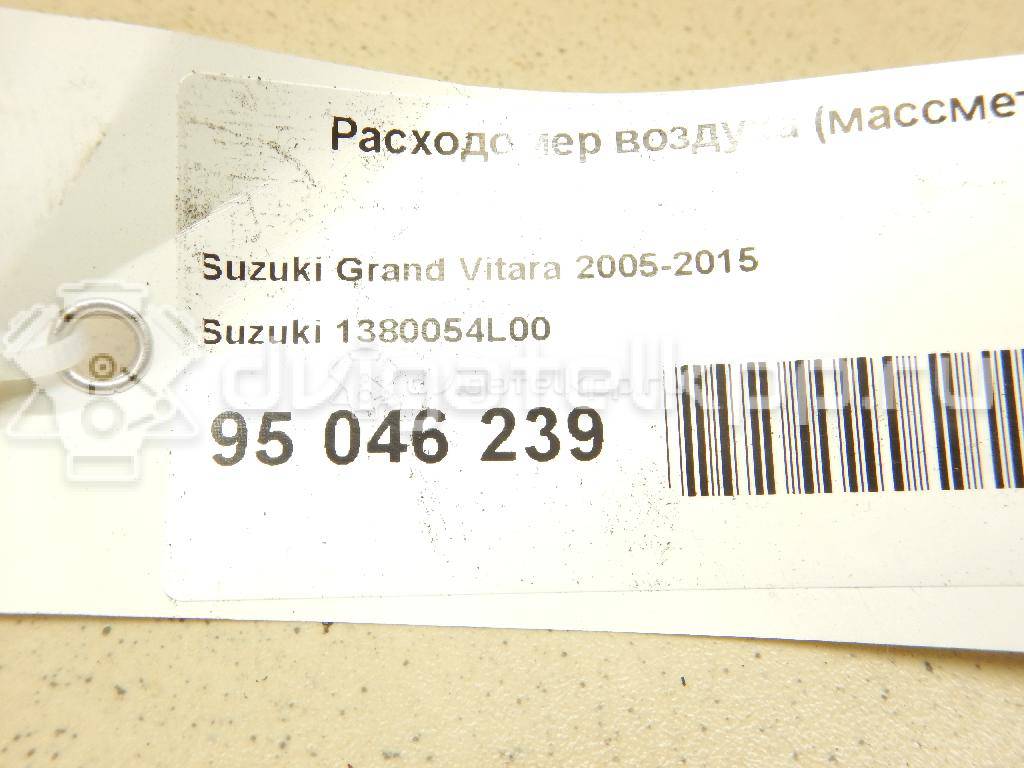 Расходомер воздуха (массмет
Suzuki Grand Vitara 2005-2015
Suzuki 1380054L00
95 046 239